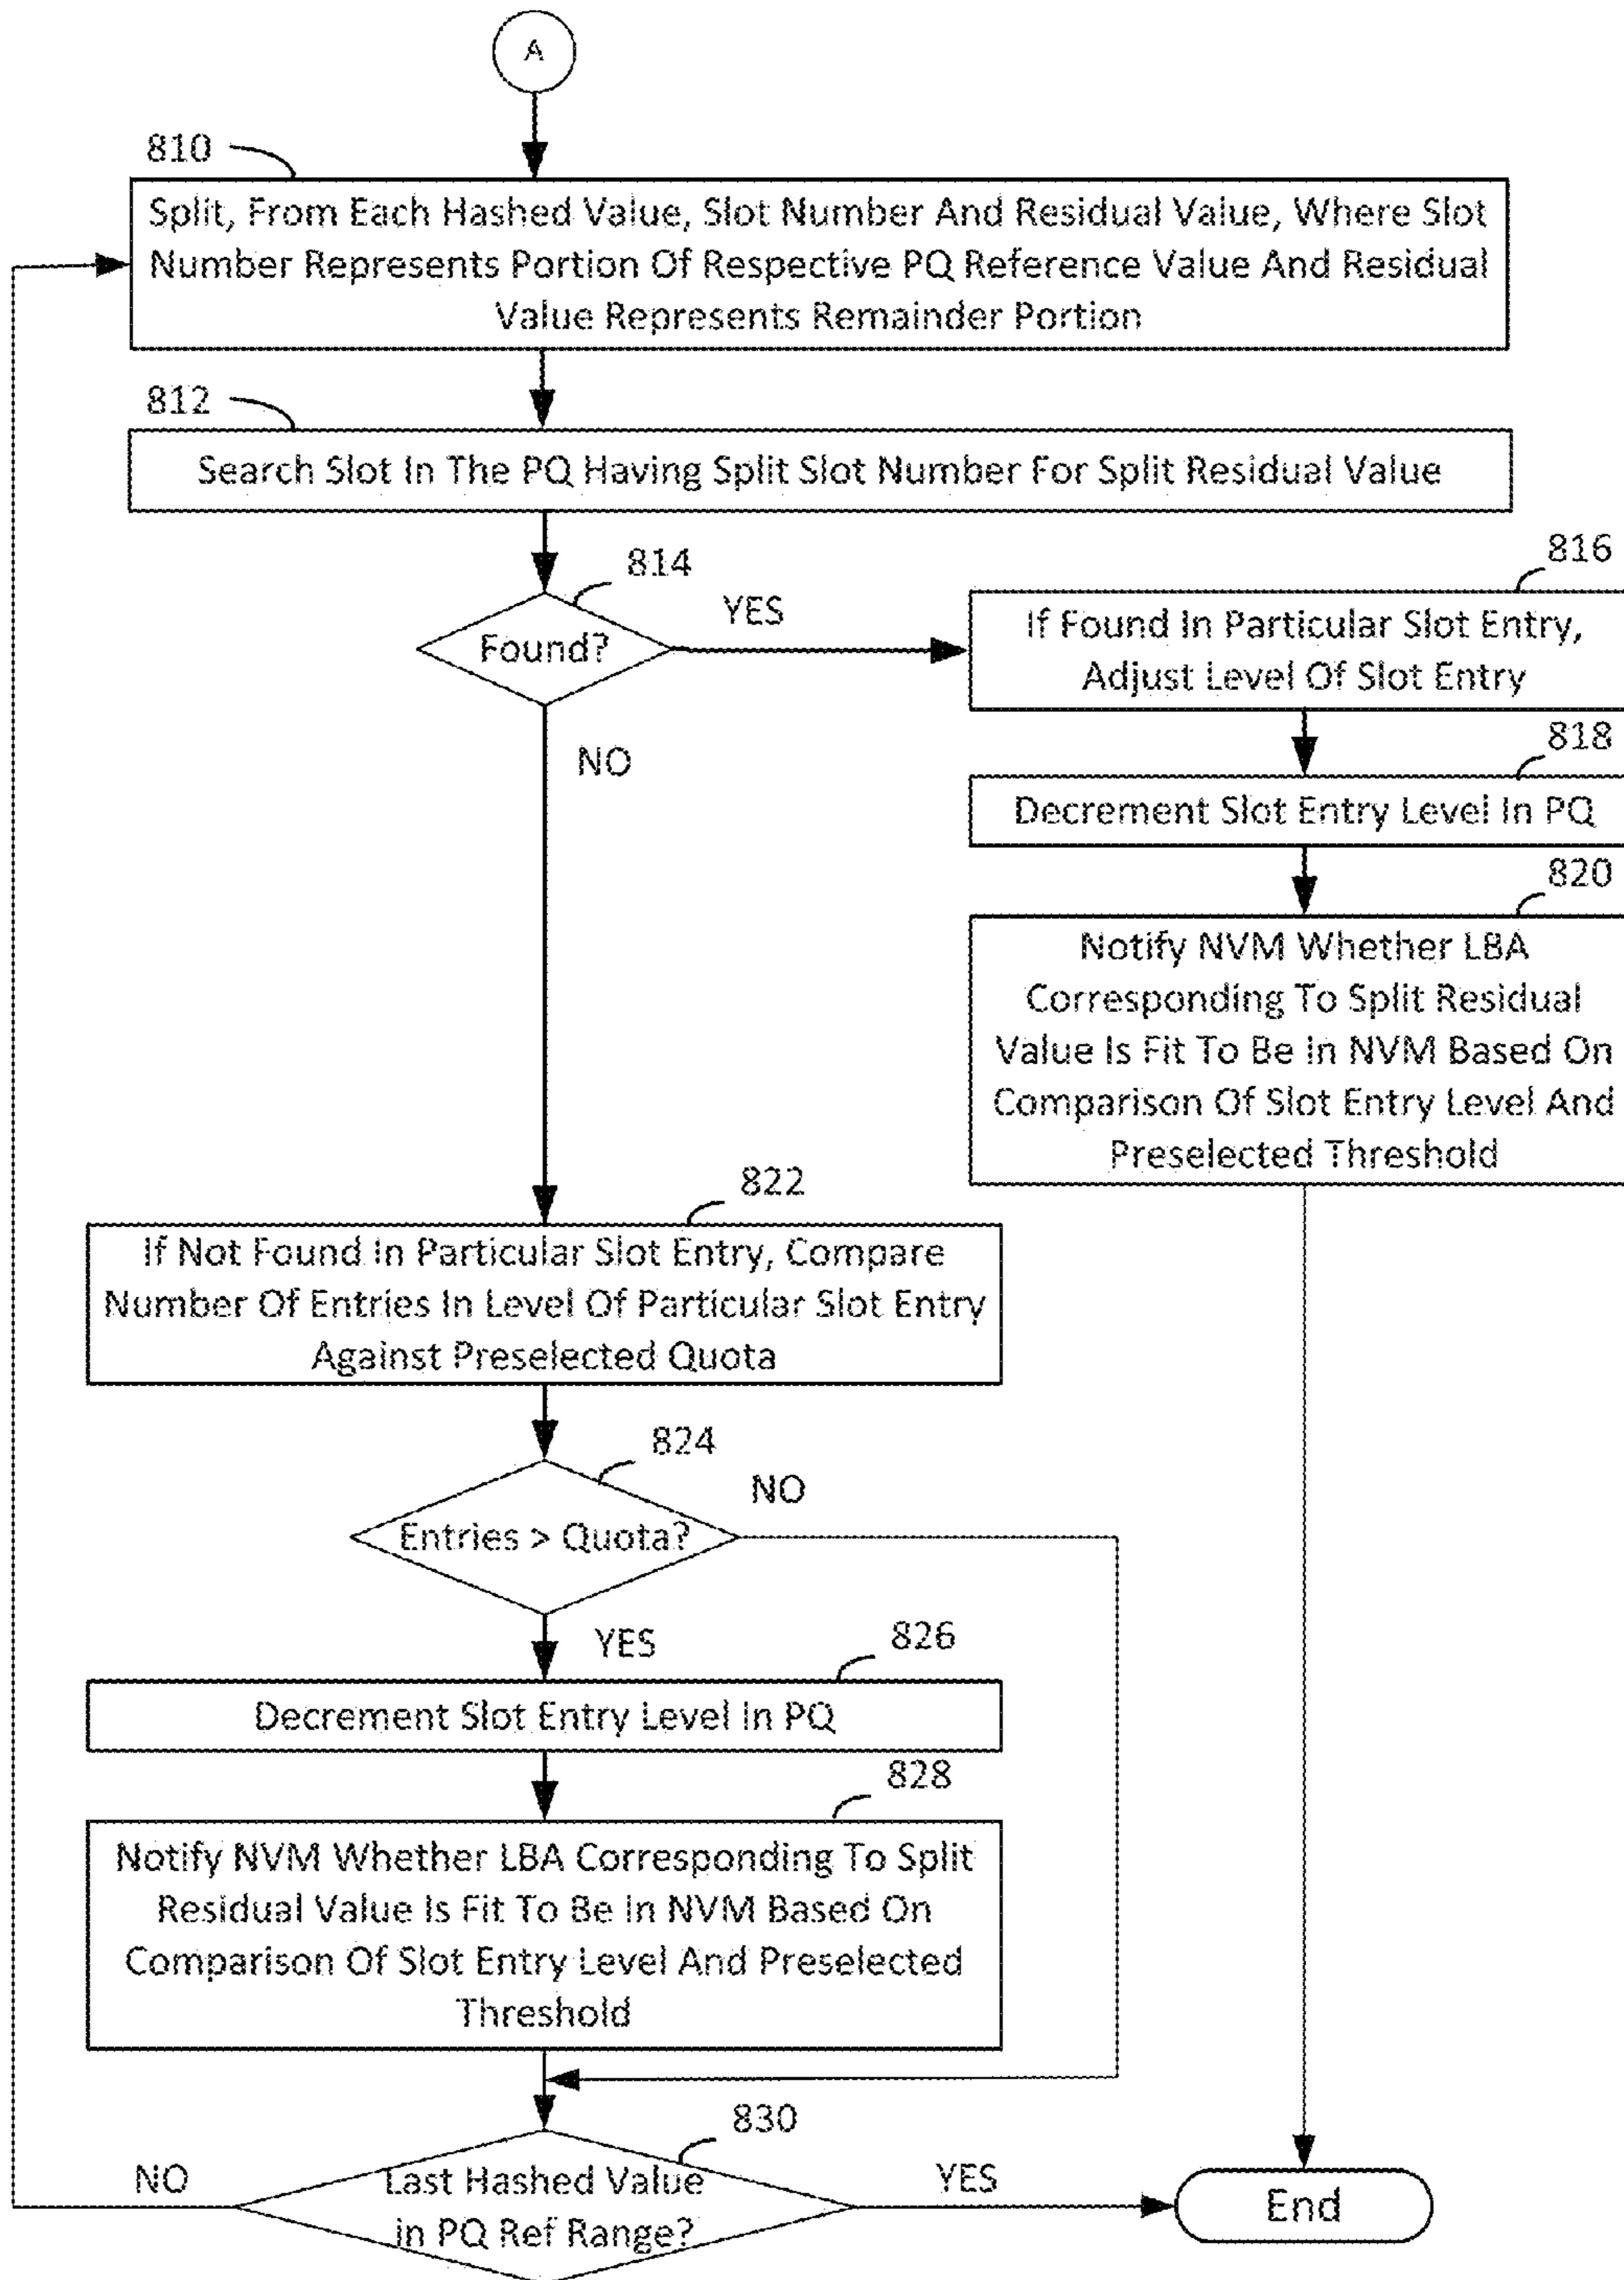 A
810
Split, From Each Hashed Value, Slot Number And Residual Value, Where Slot
Number Represents Portion Of Respective PQ Reference Value And Residual
Value Represents Remainder Portion
812
Search Slot In The PQ Having Split Slot Number For Split Residual Value
814
Found?
YES
NO
816
If Found In Particular Slot Entry,
Adjust Level Of Slot Entry
818
Decrement Slot Entry Level In PQ
820
Notify NVM Whether LBA
Corresponding To Split Residual
Value Is Fit To Be In NVM Based On
Comparison Of Slot Entry Level And
Preselected Threshold
822
If Not Found In Particular Slot Entry, Compare
Number Of Entries In Level Of Particular Slot Entry
Against Preselected Quota
824
Entries > Quota?
NO
YES
826
Decrement Slot Entry Level In PQ
828
Notify NVM Whether LBA Corresponding To Split
Residual Value Is Fit To Be In NVM Based On
Comparison Of Slot Entry Level And Preselected
Threshold
830
Last Hashed Value
in PQ Ref Range?
NO
YES
End